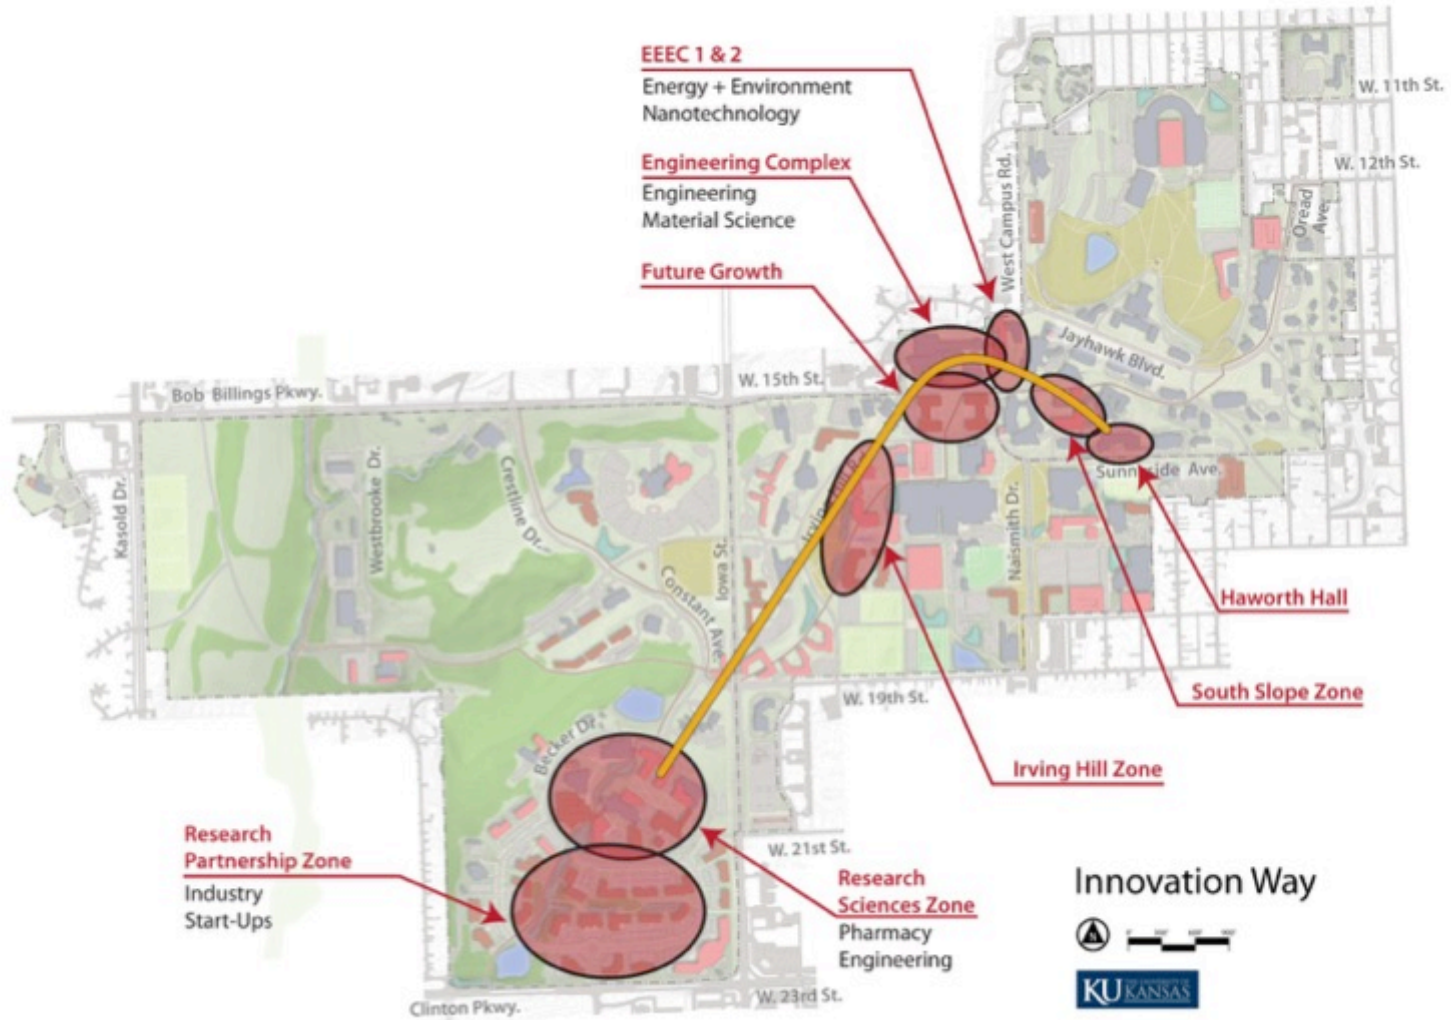 EEEC 1 & 2
Energy + Environment
Nanotechnology
Engineering Complex
Engineering
Material Science
Future Growth
W. 11th St.
W. 12th St.
Oread
Ave.
West Campus Rd.
Jayhawk Blvd.
W. 15th St.
Bob Billings Pkwy.
Kasold Dr.
Westbrooke Dr.
Crestline Dr.
Constant Ave.
Iowa St.
Naismith Dr.
Sunnyside Ave.
Haworth Hall
South Slope Zone
W. 19th St.
Irving Hill Zone
Becker Dr.
Research
Partnership Zone
Industry
Start-Ups
W. 21st St.
Research
Sciences Zone
Pharmacy
Engineering
Clinton Pkwy.
W. 23rd St.
Innovation Way
N
KU KANSAS